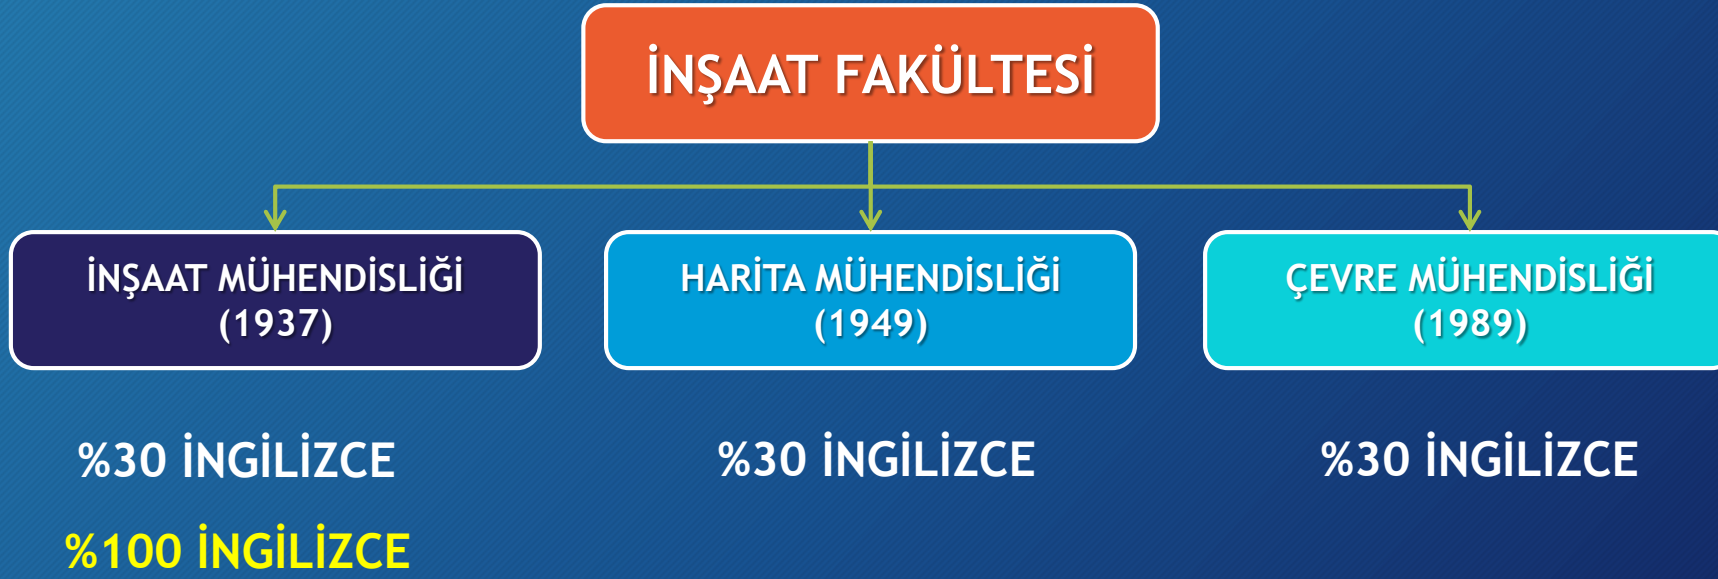 İNŞAAT FAKÜLTESİ
İNŞAAT MÜHENDİSLİĞİ
(1937)
HARİTA MÜHENDİSLİĞİ
(1949)
ÇEVRE MÜHENDİSLİĞİ
(1989)
%30 İNGİLİZCE
%30 İNGİLİZCE
%30 İNGİLİZCE
%100 İNGİLİZCE